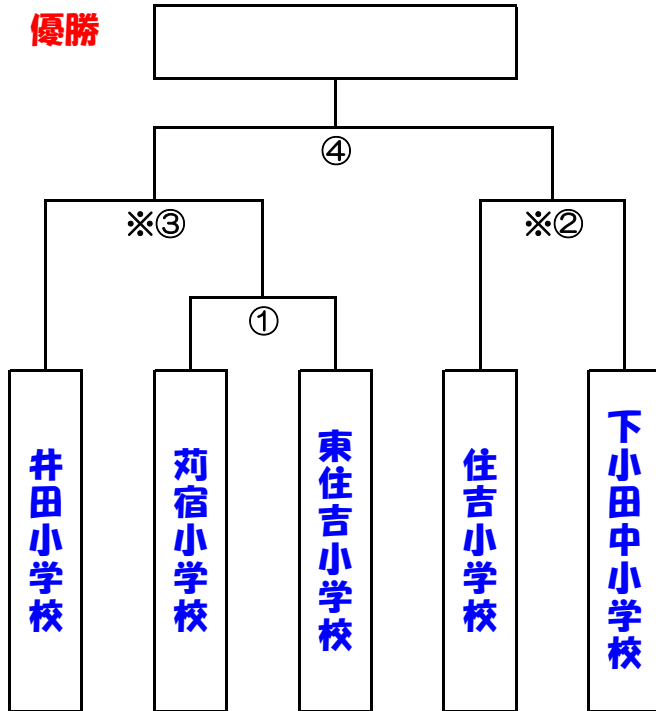 優勝
④
※③
※②
①
井田小学校
苅宿小学校
東住吉小学校
住吉小学校
下小田中小学校